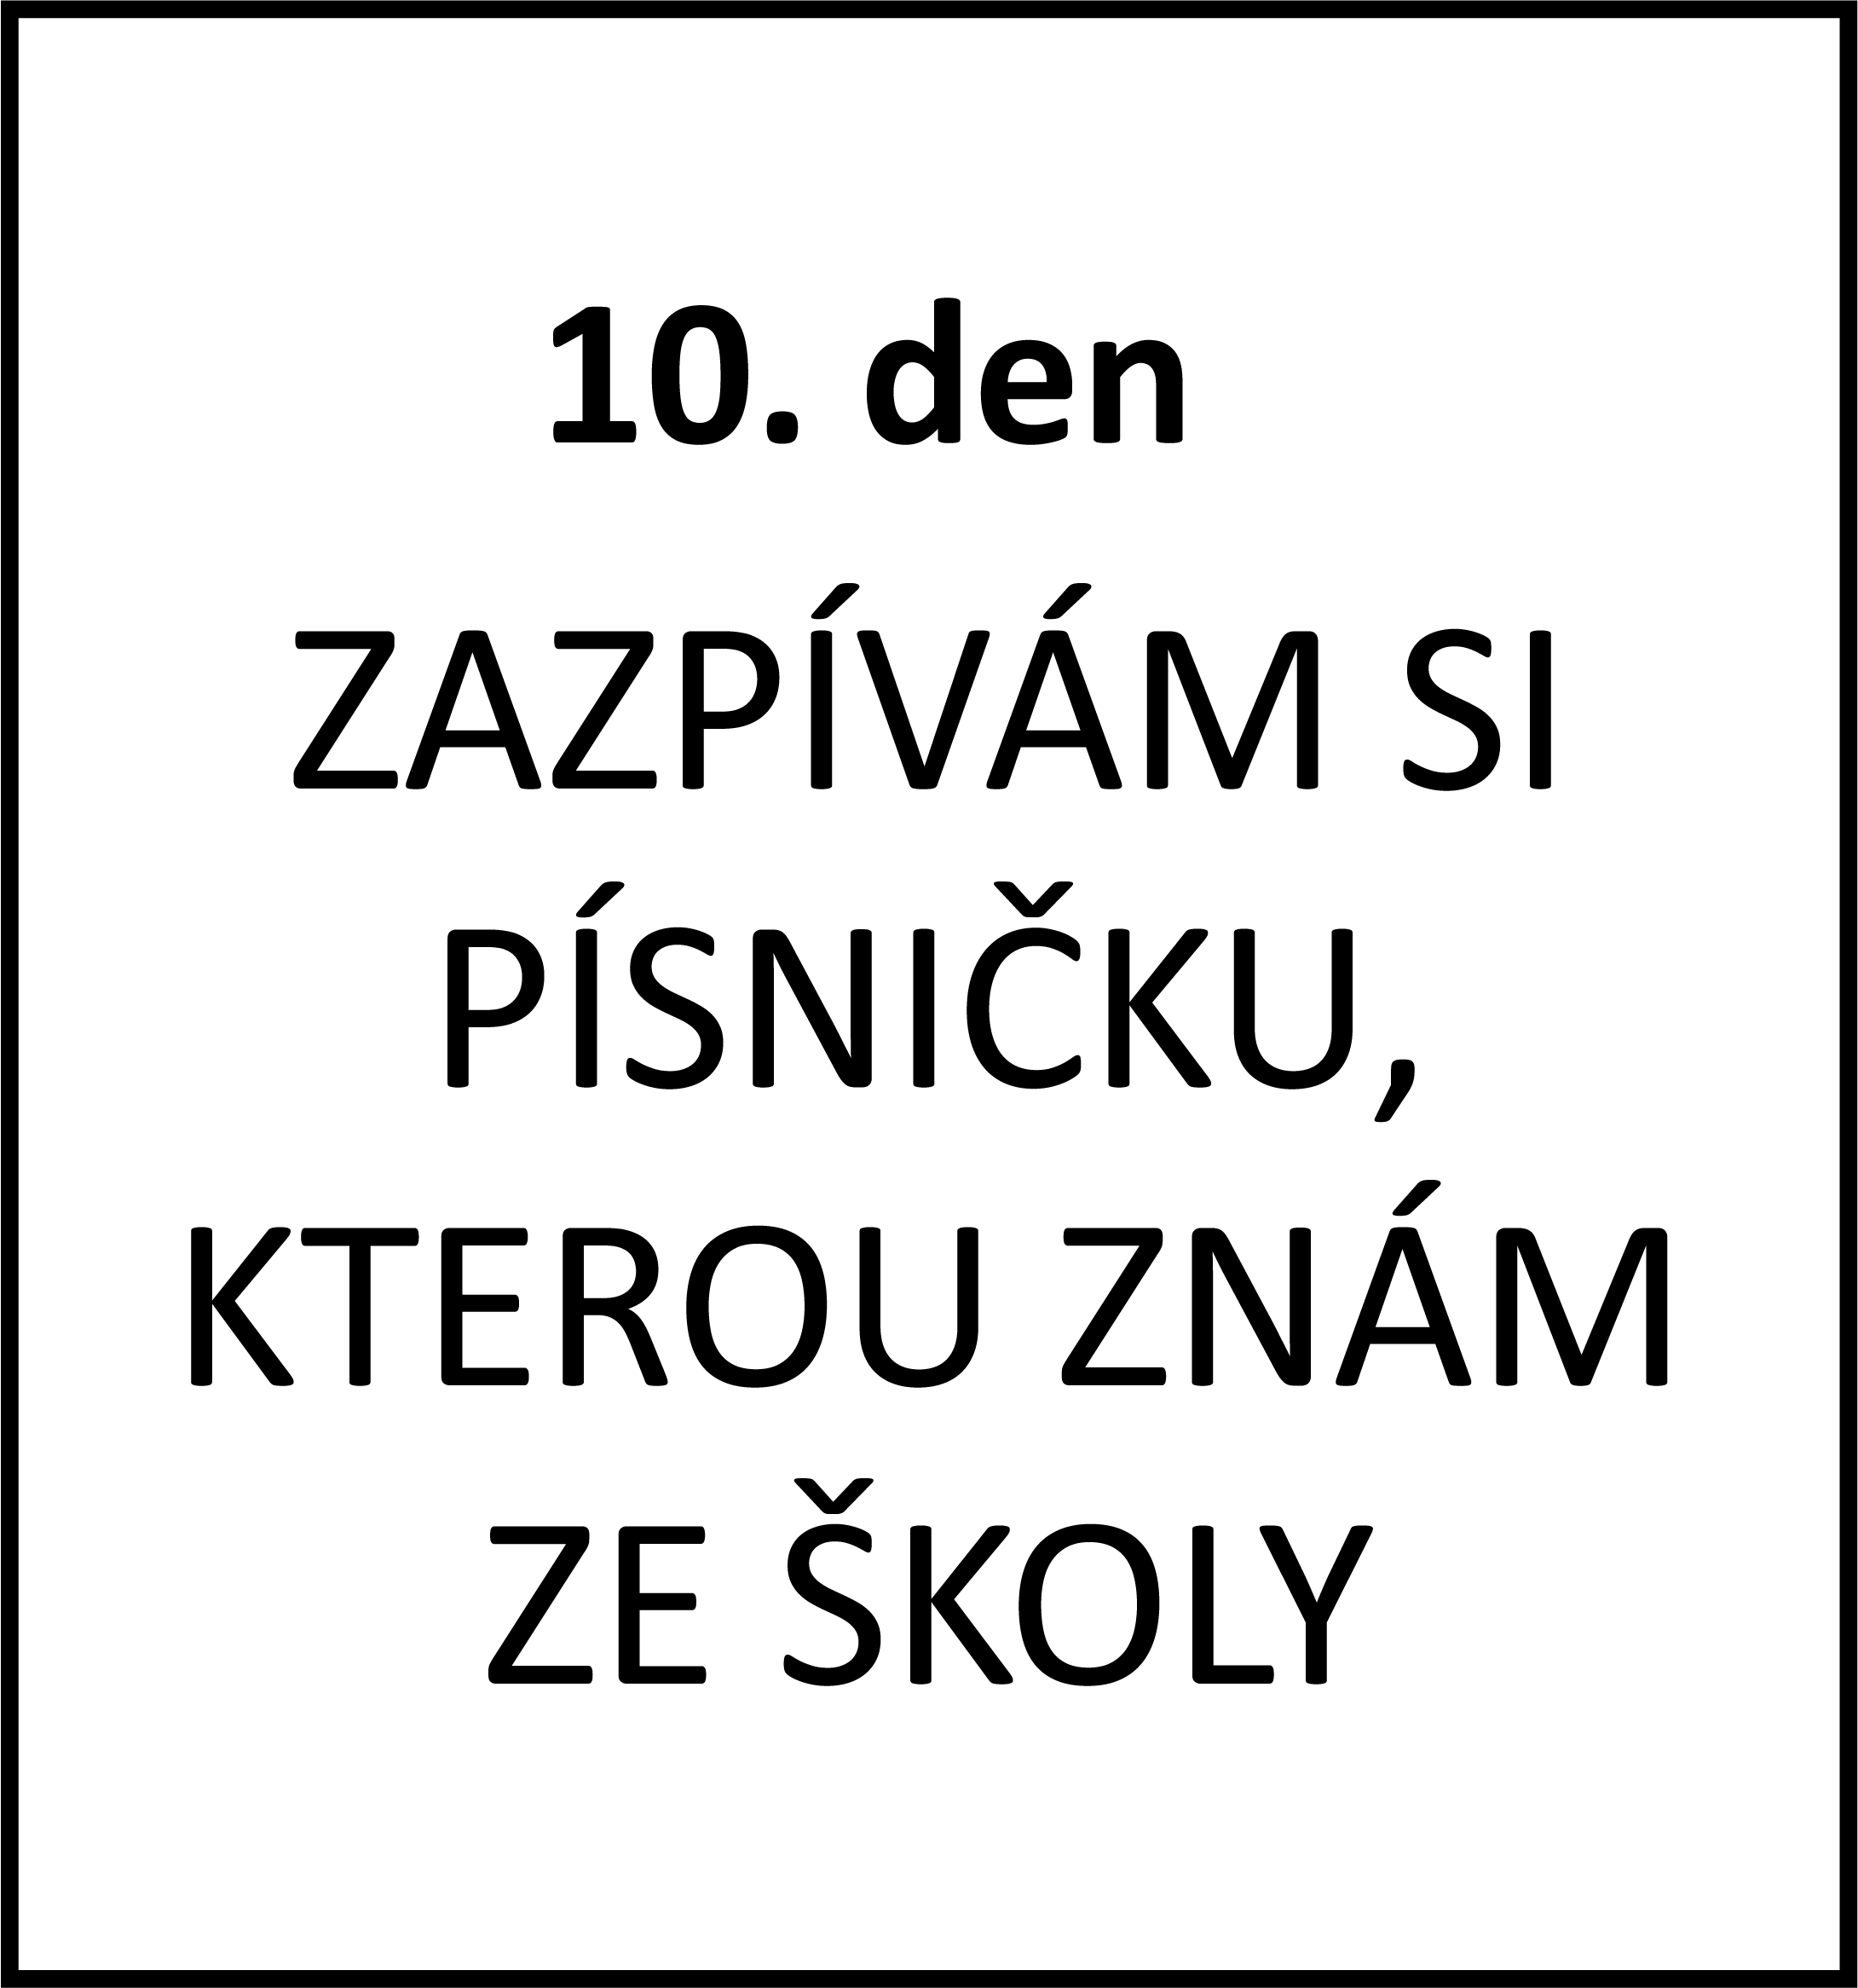 10. den
ZAZPÍVÁM SI
PÍSNIČKU,
KTEROU ZNÁM
ZE ŠKOLY